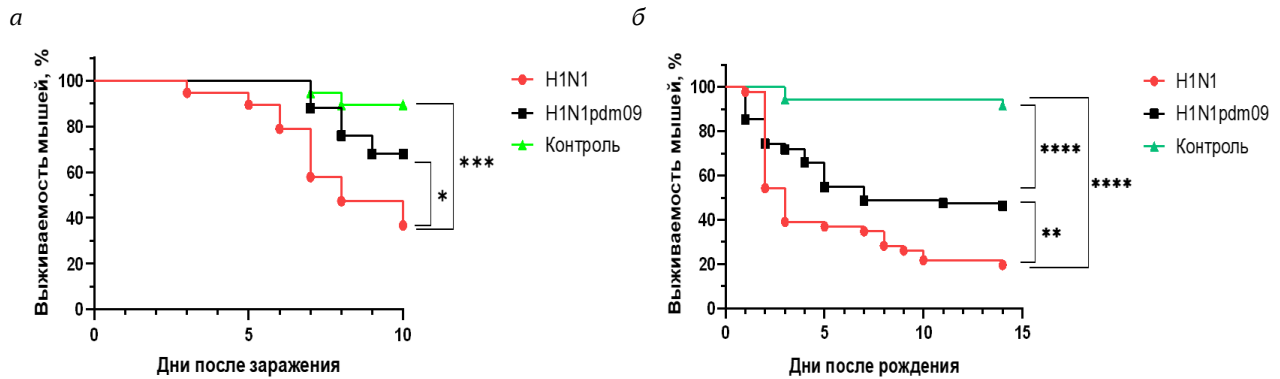 а
Выживаемость мышей, %
100
80
60
40
20
0
0
5
10
Дни после заражения
H1N1
H1N1pdm09
Контроль
***
*
б
Выживаемость мышей, %
100
80
60
40
20
0
0
5
10
15
Дни после рождения
H1N1
H1N1pdm09
Контроль
****
****
**